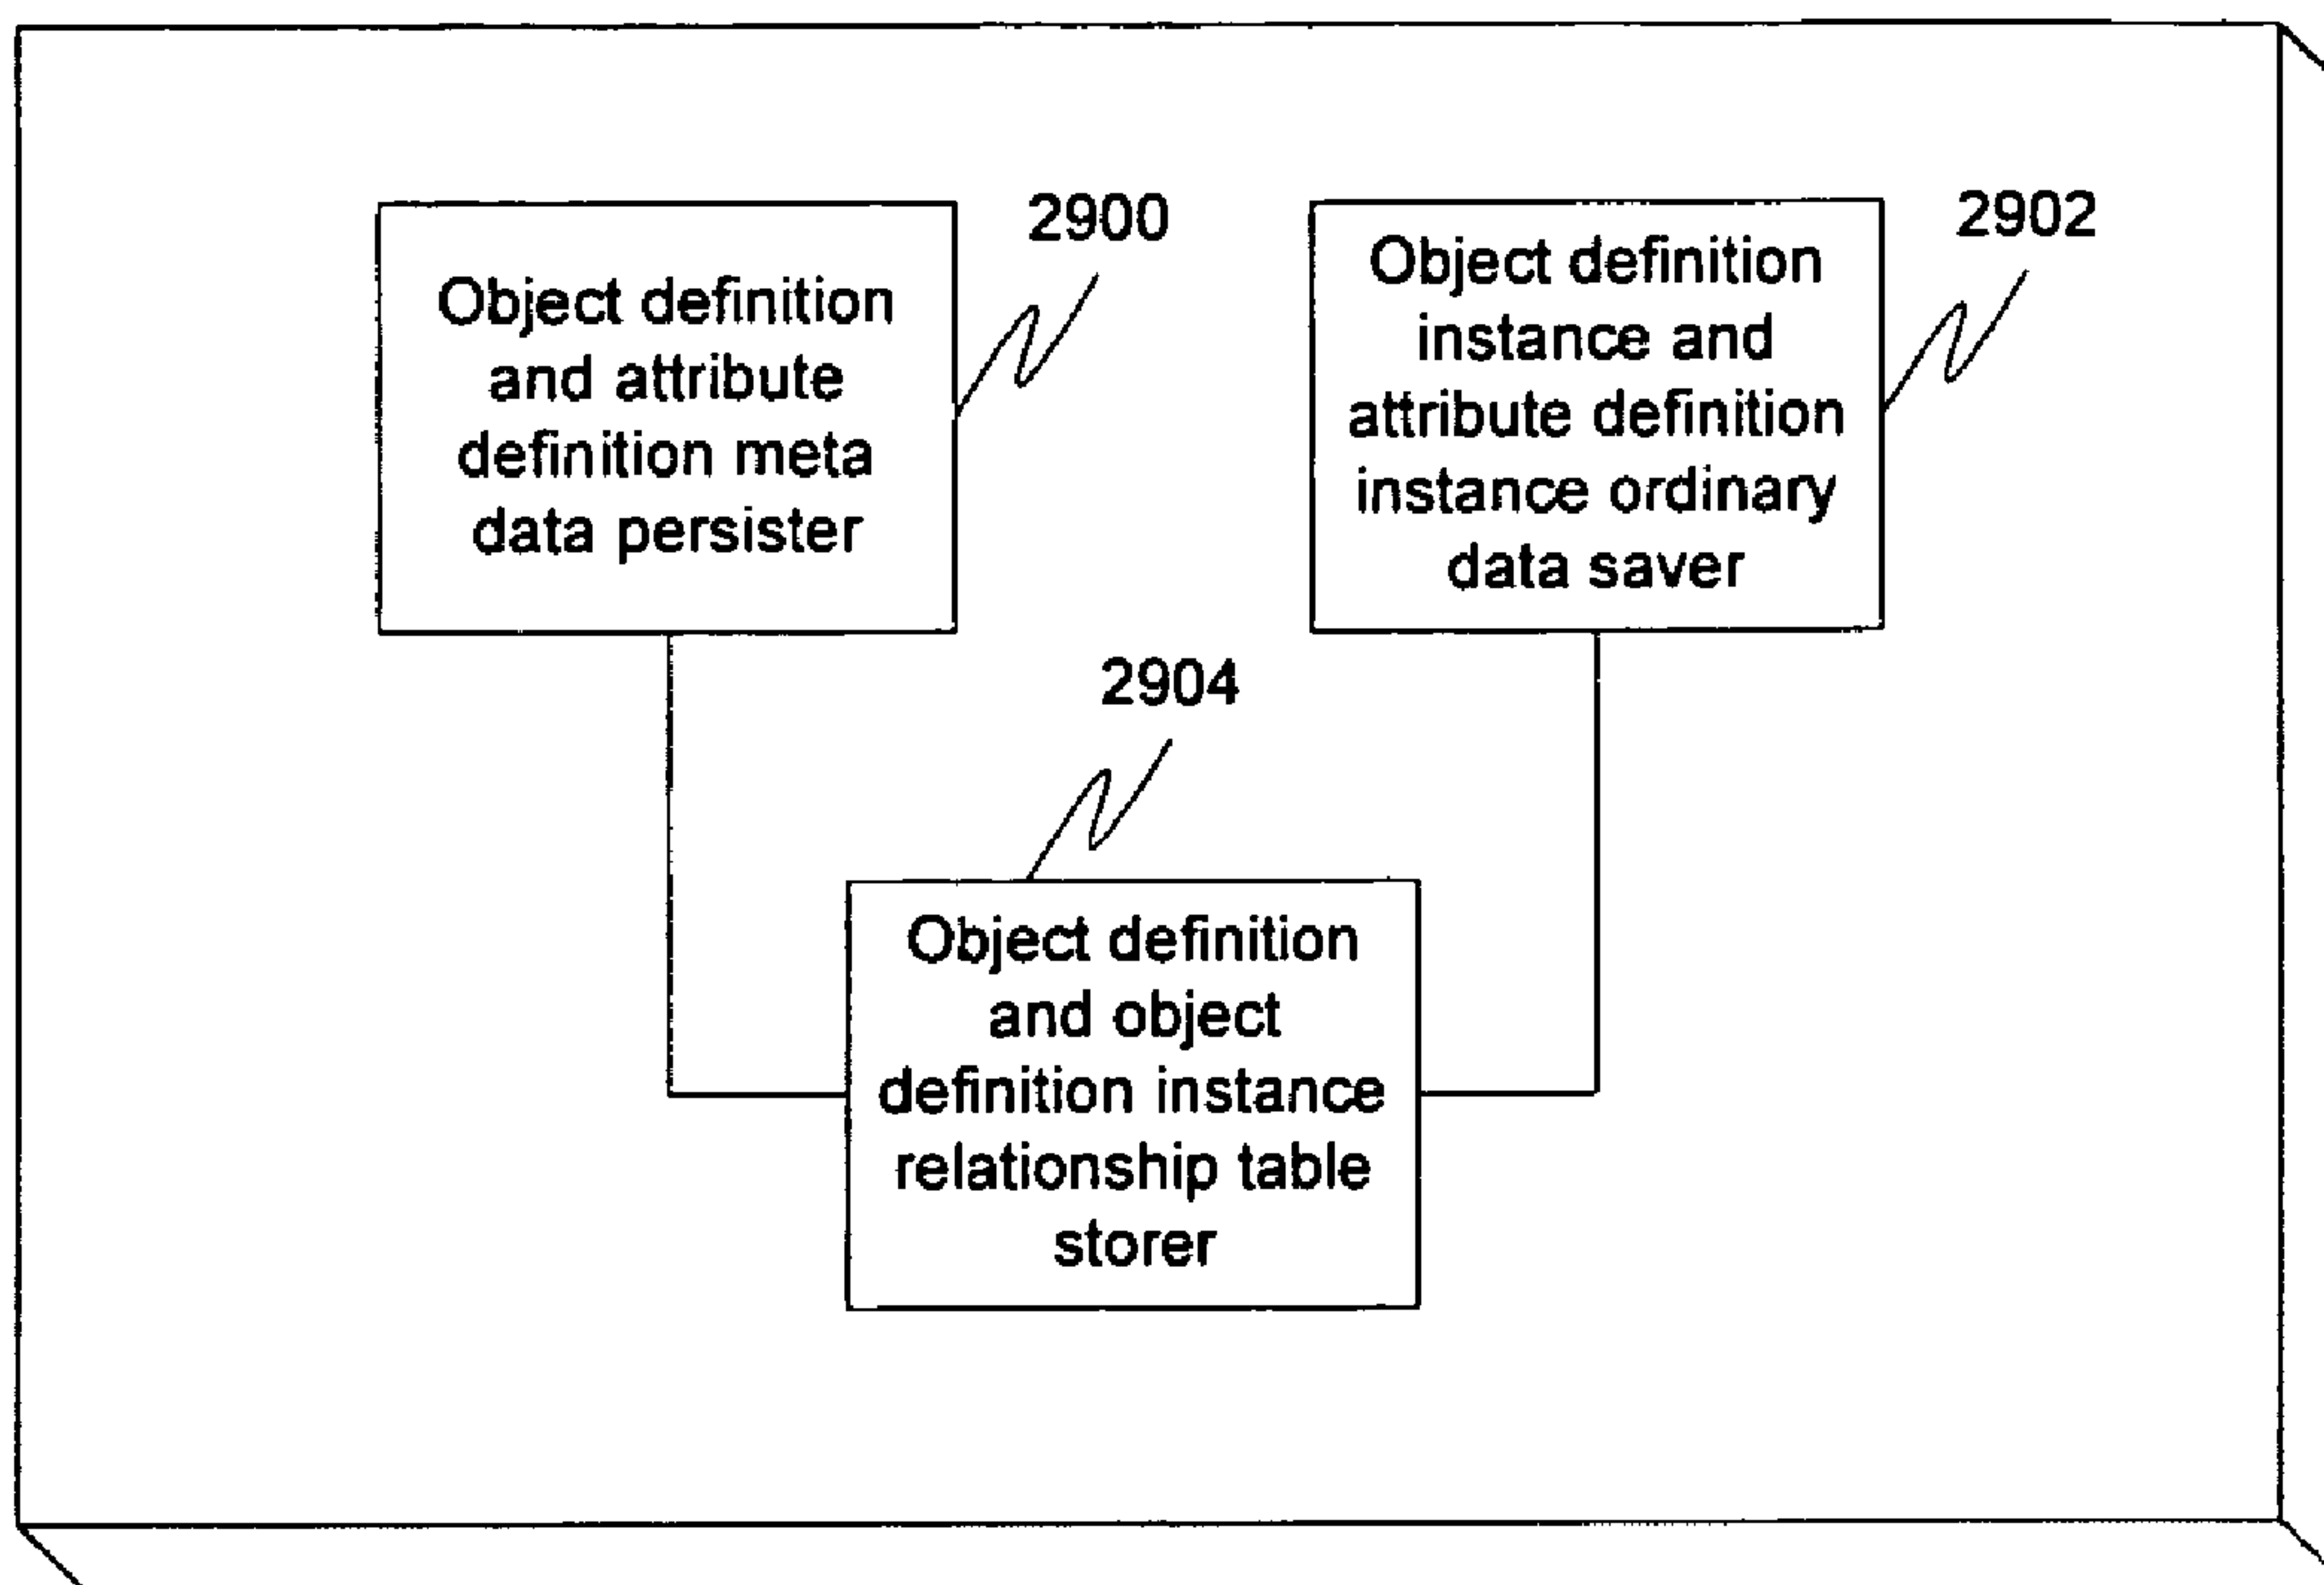 2900
Object definition
and attribute
definition meta
data persister
2902
Object definition
instance and
attribute definition
instance ordinary
data saver
2904
Object definition
and object
definition instance
relationship table
storer